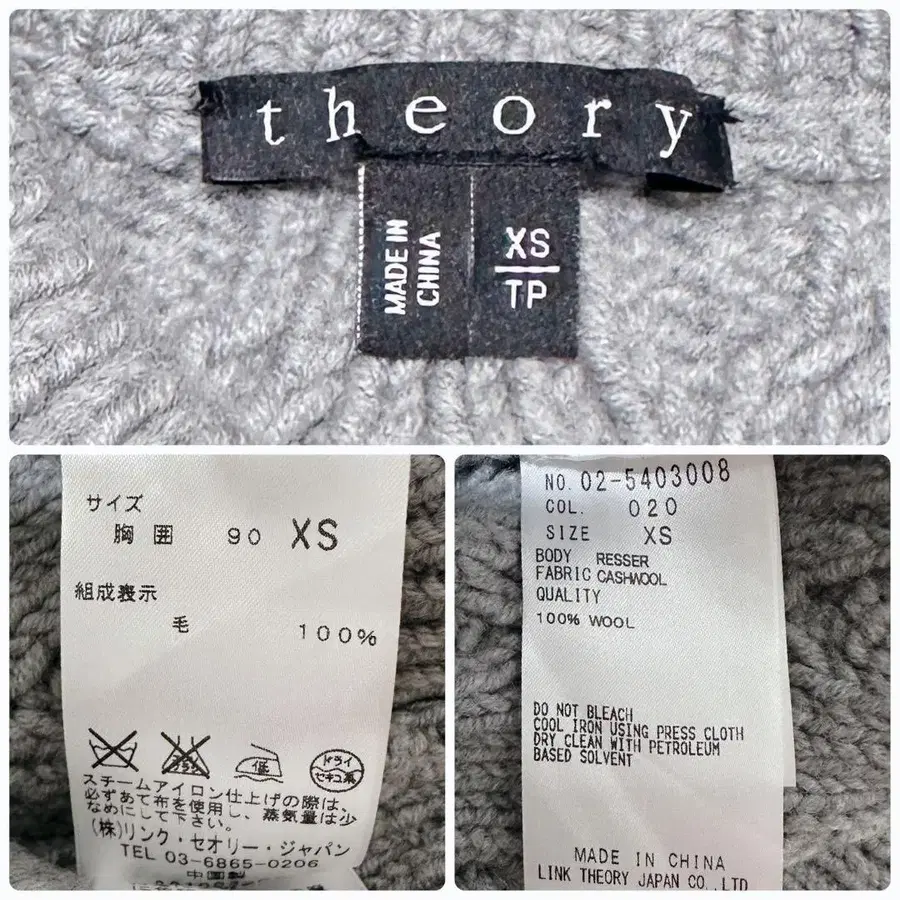 theory
MADE IN
CHINA
XS
TP
サイズ
胸囲 90 XS
組成表示
毛 100%
低
ドライ
セキユ系
スチームアイロン仕上げの際は、
必ずあて布を使用し、蒸気量は少
なめにして下さい。
(株)リンク・セオリー・ジャパン
TEL 03-6865-0206
中国製
NO. 02-5403008
COL. 020
SIZE XS
BODY RESSER
FABRIC CASHWOOL
QUALITY
100% WOOL
DO NOT BLEACH
COOL IRON USING PRESS CLOTH
DRY CLEAN WITH PETROLEUM
BASED SOLVENT
MADE IN CHINA
LINK THEORY JAPAN CO.,LTD